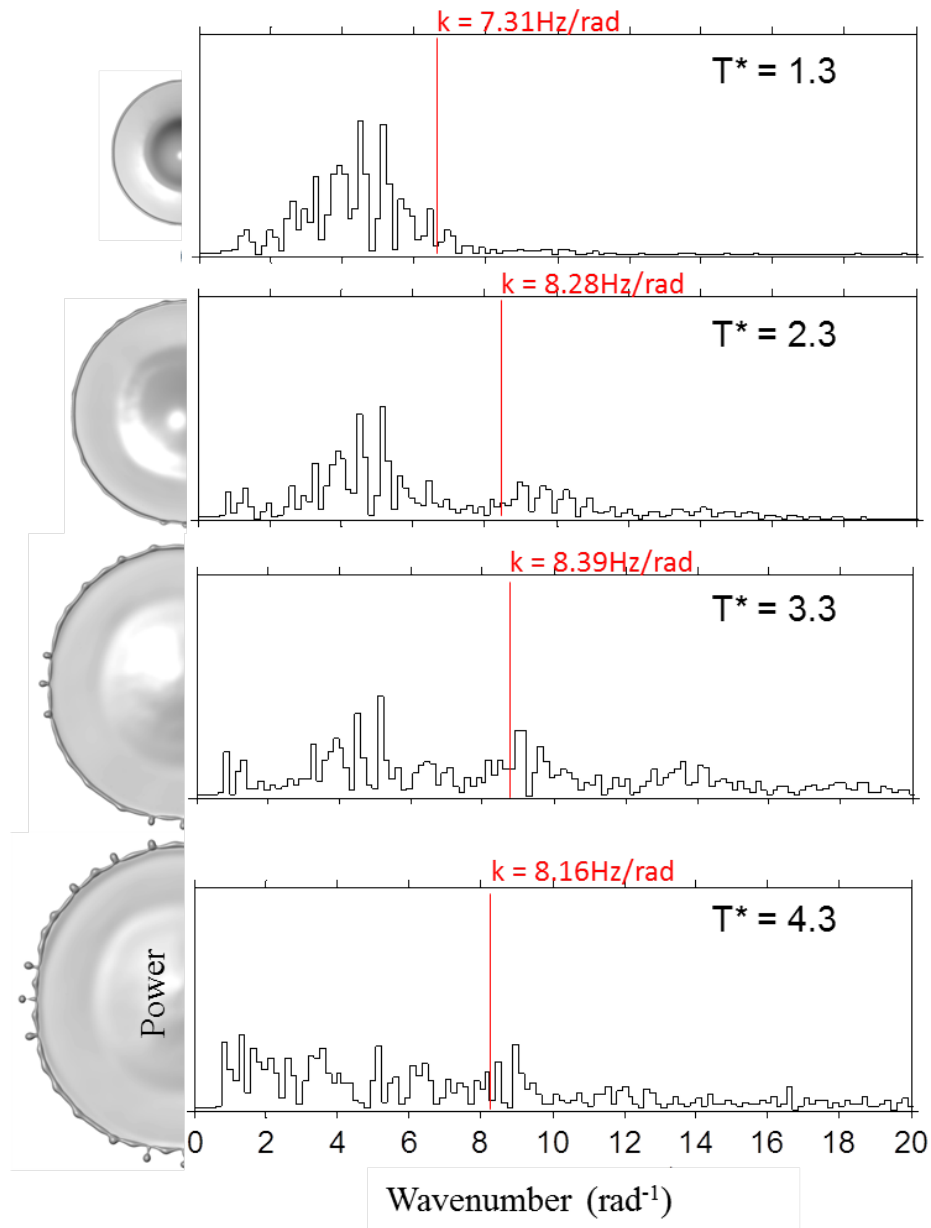 k = 7.31Hz/rad
T* = 1.3
k = 8.28Hz/rad
T* = 2.3
k = 8.39Hz/rad
T* = 3.3
k = 8.16Hz/rad
T* = 4.3
Power
0 2 4 6 8 10 12 14 16 18 20
Wavenumber (rad⁻¹)